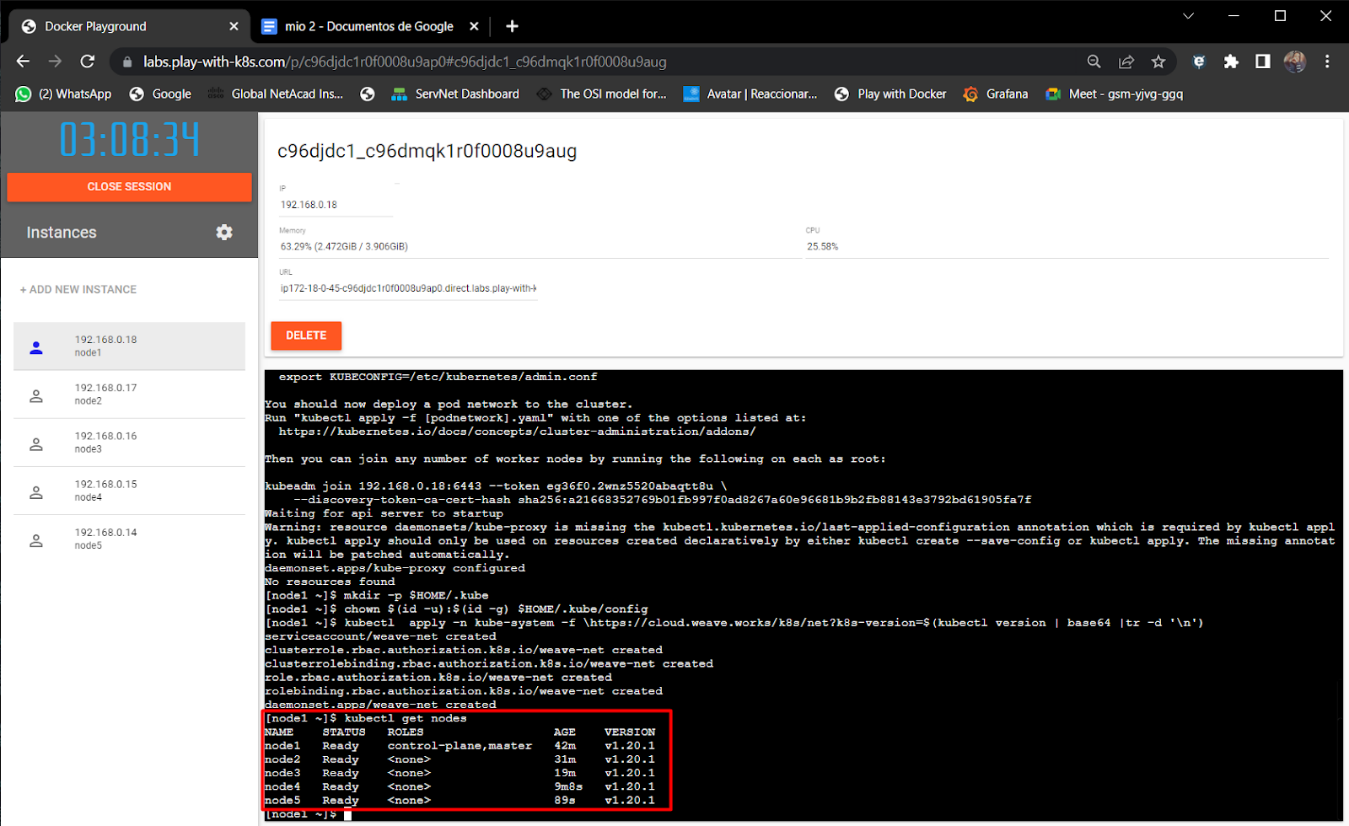 Docker Playground
mio 2 - Documentos de Google
labs.play-with-k8s.com/p/c96djdc1r0f0008u9ap0#c96djdc1_c96dmqk1r0f0008u9aug
(2) WhatsApp
Google
Global NetAcad Ins...
ServNet Dashboard
The OSI model for...
Avatar | Reaccionar...
Play with Docker
Grafana
Meet - gsm-yjvg-ggq
03:08:34
CLOSE SESSION
Instances
+ ADD NEW INSTANCE
192.168.0.18
node1
192.168.0.17
node2
192.168.0.16
node3
192.168.0.15
node4
192.168.0.14
node5
c96djdc1_c96dmqk1r0f0008u9aug
IP
192.168.0.18
Memory
63.29% (2.472GiB / 3.906GiB)
CPU
25.58%
URL
ip172-18-0-45-c96djdc1r0f0008u9ap0.direct.labs.play-with-
DELETE
export KUBECONFIG=/etc/kubernetes/admin.conf
You should now deploy a pod network to the cluster.
Run "kubectl apply -f [podnetwork].yaml" with one of the options listed at:
https://kubernetes.io/docs/concepts/cluster-administration/addons/
Then you can join any number of worker nodes by running the following on each as root:
kubeadm join 192.168.0.18:6443 --token eg36f0.2wnz5520abaqtt8u \
--discovery-token-ca-cert-hash sha256:a21668352769b01fb997f0ad8267a60e96681b9b2fb88143e3792bd61905fa7f
Waiting for api server to startup
Warning: resource daemonsets/kube-proxy is missing the kubectl.kubernetes.io/last-applied-configuration annotation which is required by kubectl appl
y. kubectl apply should only be used on resources created declaratively by either kubectl create --save-config or kubectl apply. The missing annotat
ion will be patched automatically.
daemonset.apps/kube-proxy configured
No resources found
[node1 ~]$ mkdir -p $HOME/.kube
[node1 ~]$ chown $(id -u):$(id -g) $HOME/.kube/config
[node1 ~]$ kubectl  apply -n kube-system -f \https://cloud.weave.works/k8s/net?k8s-version=$(kubectl version | base64 |tr -d '\n')
serviceaccount/weave-net created
clusterrole.rbac.authorization.k8s.io/weave-net created
clusterrolebinding.rbac.authorization.k8s.io/weave-net created
role.rbac.authorization.k8s.io/weave-net created
rolebinding.rbac.authorization.k8s.io/weave-net created
daemonset.apps/weave-net created
[node1 ~]$ kubectl get nodes
NAME STATUS ROLES AGE VERSION
node1 Ready control-plane,master 42m v1.20.1
node2 Ready <none> 31m v1.20.1
node3 Ready <none> 19m v1.20.1
node4 Ready <none> 9m8s v1.20.1
node5 Ready <none> 89s v1.20.1
[node1 ~]$